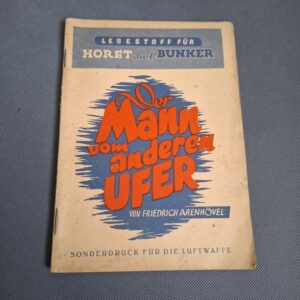 LESESTOFF FÜR
HORST und BUNKER
Der
Mann
vom
anderen
UFER
VON FRIEDRICH ARENHÖVEL
SONDERDRUCK FÜR DIE LUFTWAFFE